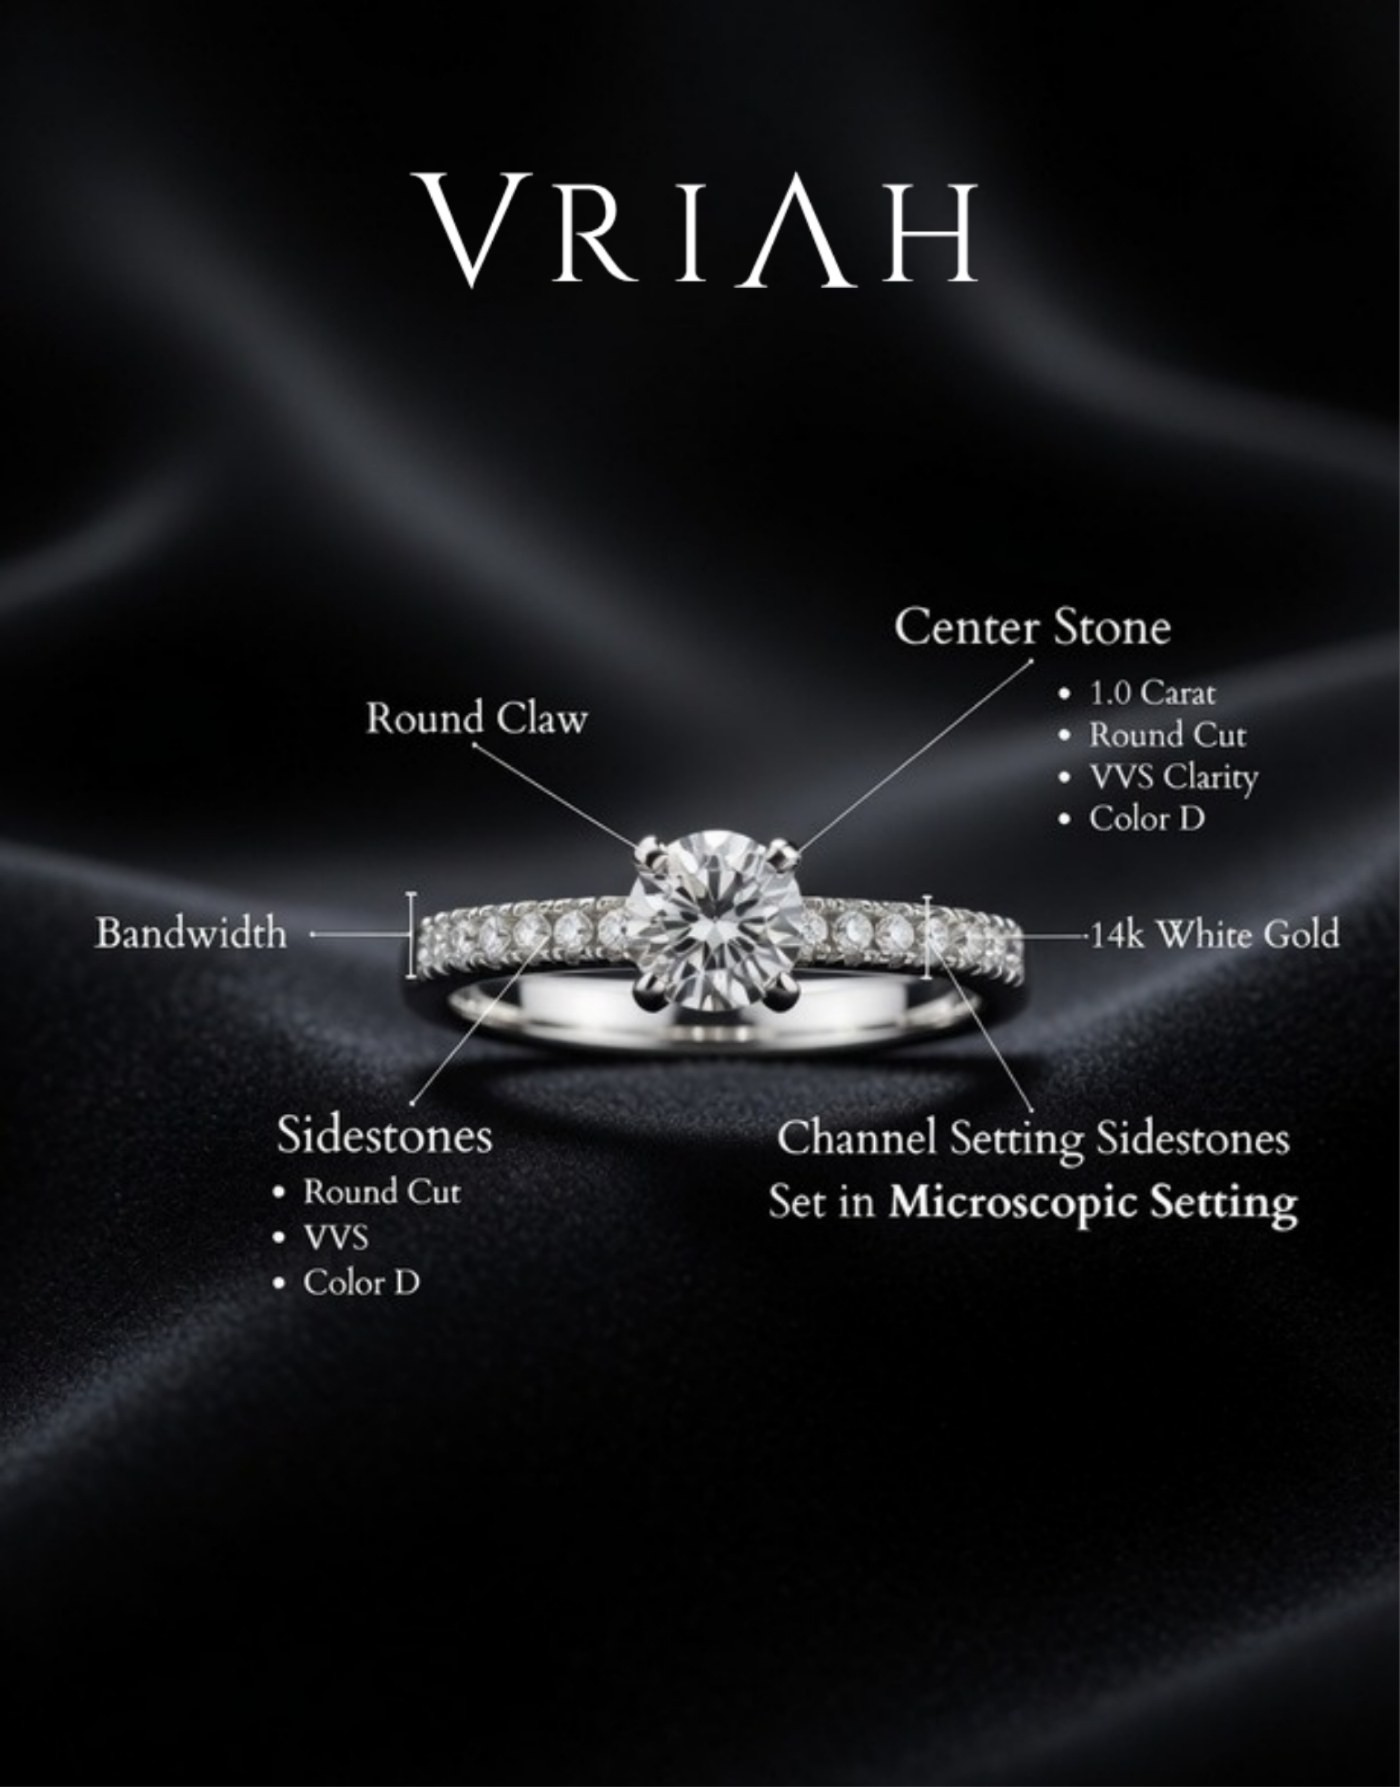 VRIAH
Center Stone
• 1.0 Carat
• Round Cut
• VVS Clarity
• Color D
Round Claw
Bandwidth
14k White Gold
Sidestones
• Round Cut
• VVS
• Color D
Channel Setting Sidestones
Set in Microscopic Setting